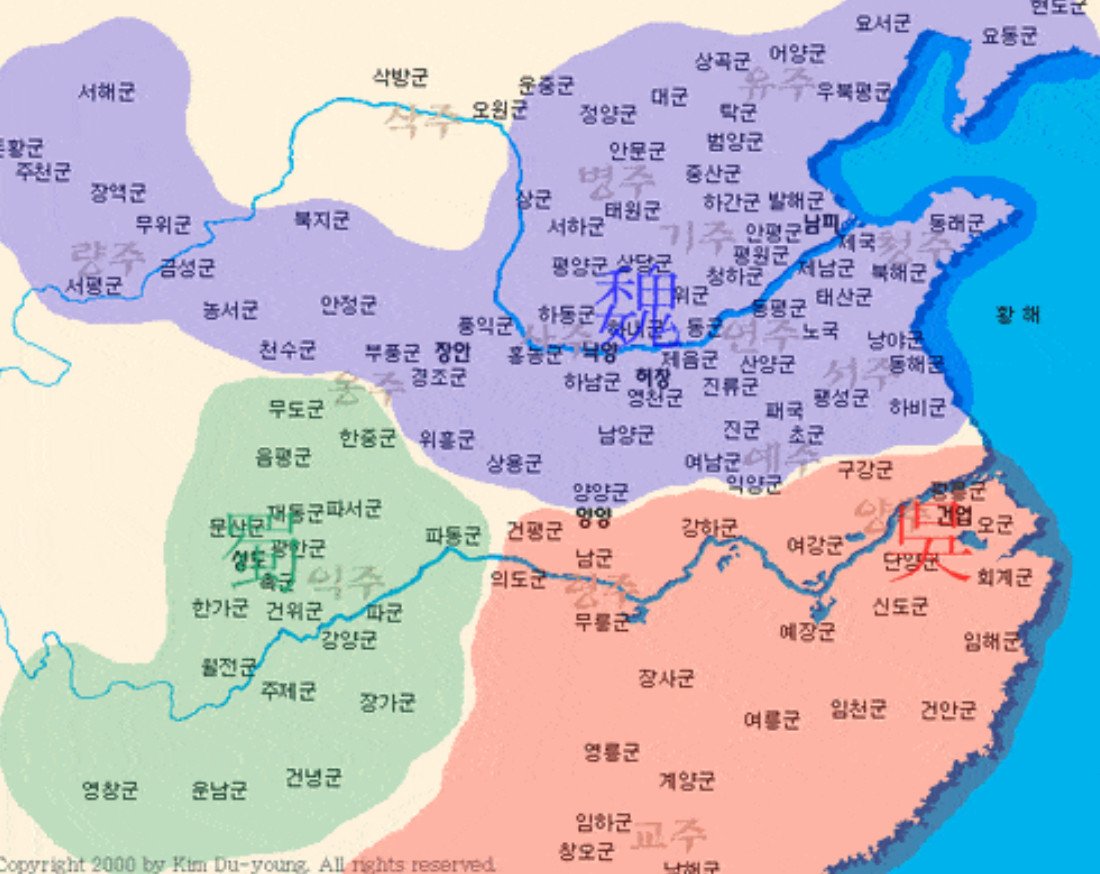 현도군
요서군
요동군
어양군
상곡군
유주
삭방군
운중군
대군
우북평군
서해군
오원군
정양군
탁군
삭주
범양군
안문군
주천군
중산군
병주
장액군
상군
하간군 발해군
태원군
무위군
북지군
서하군
남피
동래군
기주
안평군
제국
청주
량주
금성군
평양군
상당군
평원군
제남군
북해군
청하군
서평군
魏
위군
태산군
농서군
안정군
하동군
동평군
황해
풍익군
하내군
동군
연주
노국
낭야군
천수군
부풍군
장안
홍농군
낙양
제음군
산양군
동해군
경조군
하남군
허창
서주
옹주
진류군
영천군
팽성군
무도군
패국
하비군
한중군
위흥군
남양군
진군
초군
음평군
상용군
여남군
예주
구강군
양양군
익양군
재동군
파서군
양양
건업
문산군
蜀
파동군
건평군
강하군
吳
오군
성도
광한군
여강군
남군
단양군
촉군
익주
의도군
형주
회계군
한가군
건위군
파군
무릉군
신도군
예장군
강양군
임해군
월전군
장사군
주제군
장가군
여릉군
임천군
건안군
영릉군
건녕군
계양군
영창군
운남군
임하군
교주
창오군
남해군
Copyright 2000 by Kim Du-young. All rights reserved.